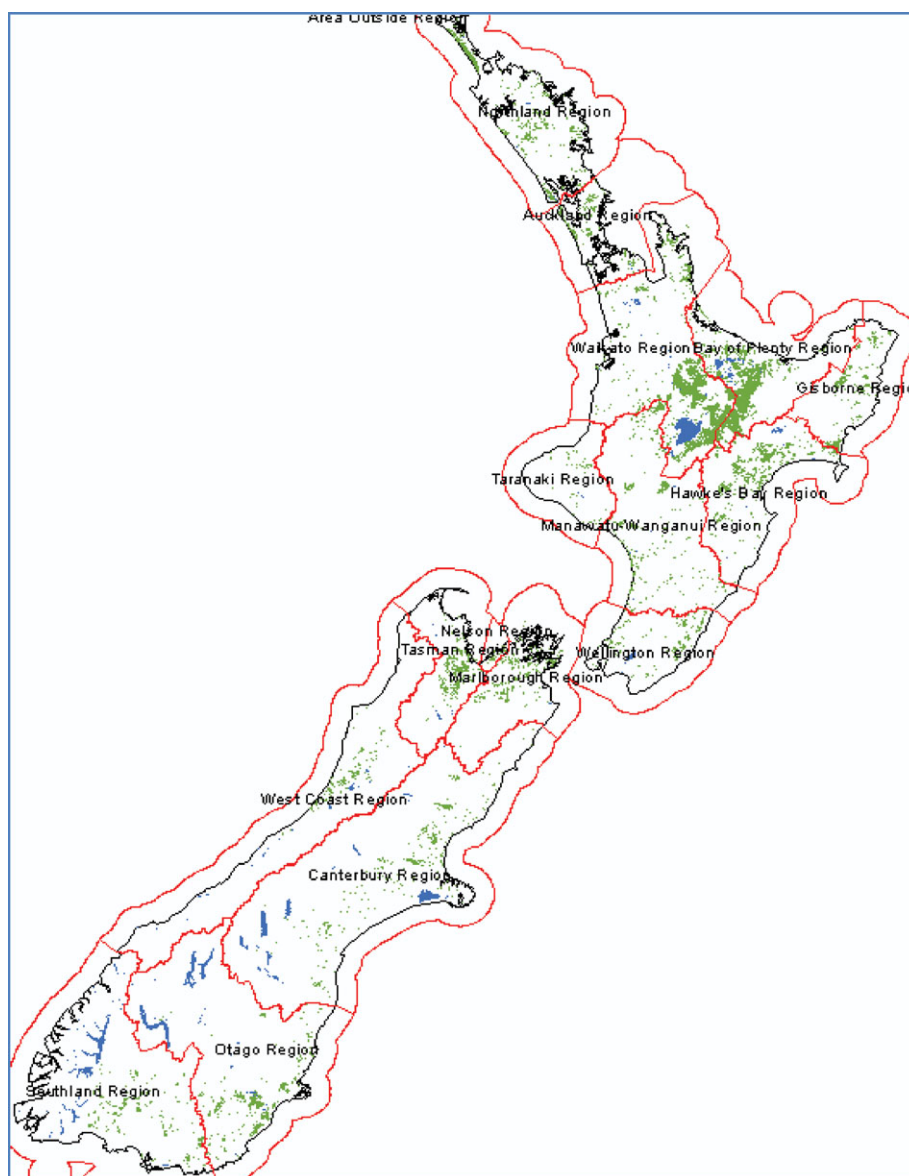 Area Outside Region
Northland Region
Auckland Region
Waikato Region
Bay of Plenty Region
Gisborne Regio
Taranaki Region
Hawke's Bay Region
Manawatu-Wanganui Region
Nelson Region
Tasman Region
Wellington Region
Marlborough Region
West Coast Region
Canterbury Region
Otago Region
Southland Region